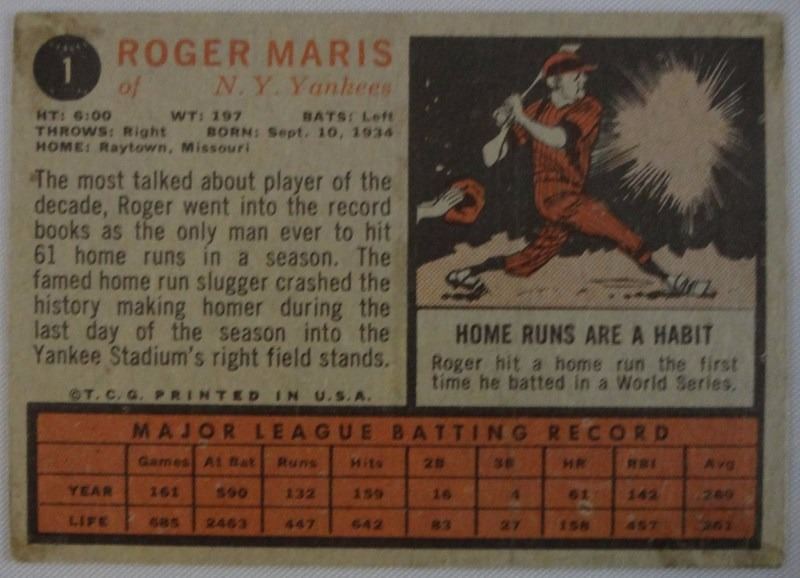 1
ROGER MARIS
of N. Y. Yankees
HT: 6:00 WT: 197 BATS: Left
THROWS: Right BORN: Sept. 10, 1934
HOME: Raytown, Missouri
The most talked about player of the
decade, Roger went into the record
books as the only man ever to hit
61 home runs in a season. The
famed home run slugger crashed the
history making homer during the
last day of the season into the
Yankee Stadium's right field stands.
©T. C. G. PRINTED IN U.S.A.
HOME RUNS ARE A HABIT
Roger hit a home run the first
time he batted in a World Series.
MAJOR LEAGUE BATTING RECORD
Games At Bat Runs Hits 2B 3B HR RBI Avg
YEAR 161 590 132 159 16 4 61 142 269
LIFE 685 2463 447 642 83 27 158 457 261